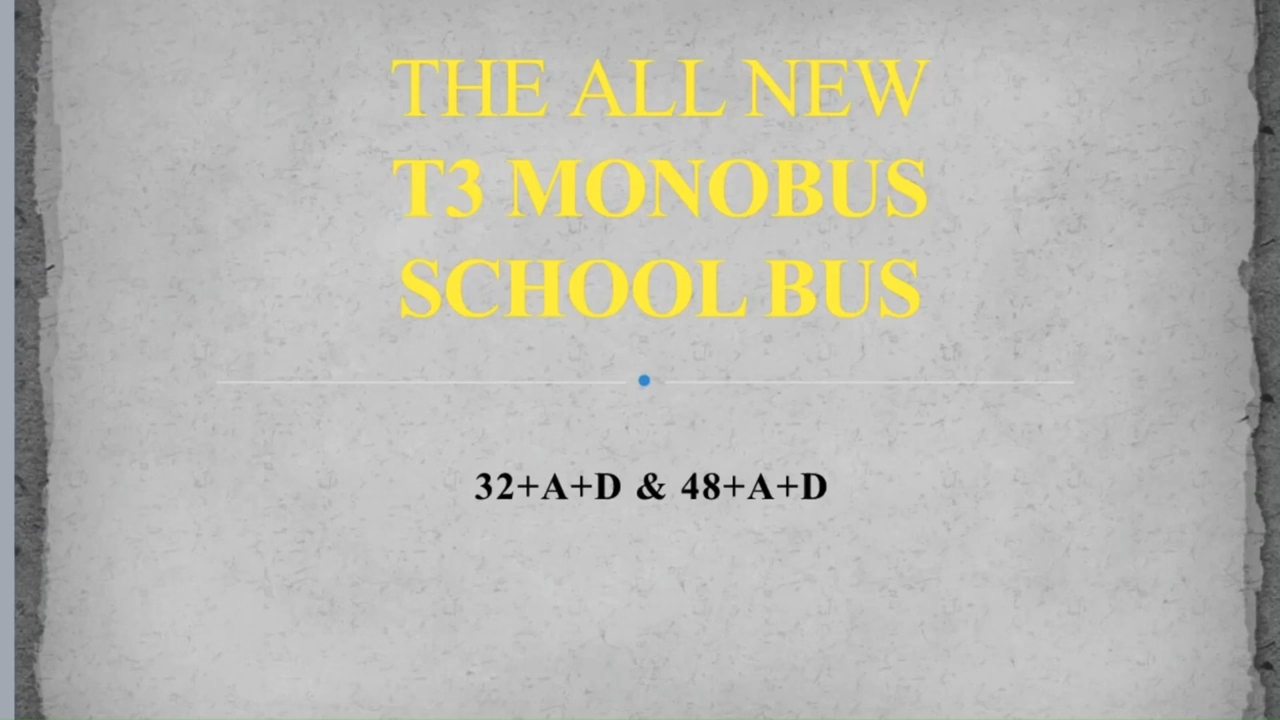 THE ALL NEW
T3 MONOBUS
SCHOOL BUS
32+A+D & 48+A+D